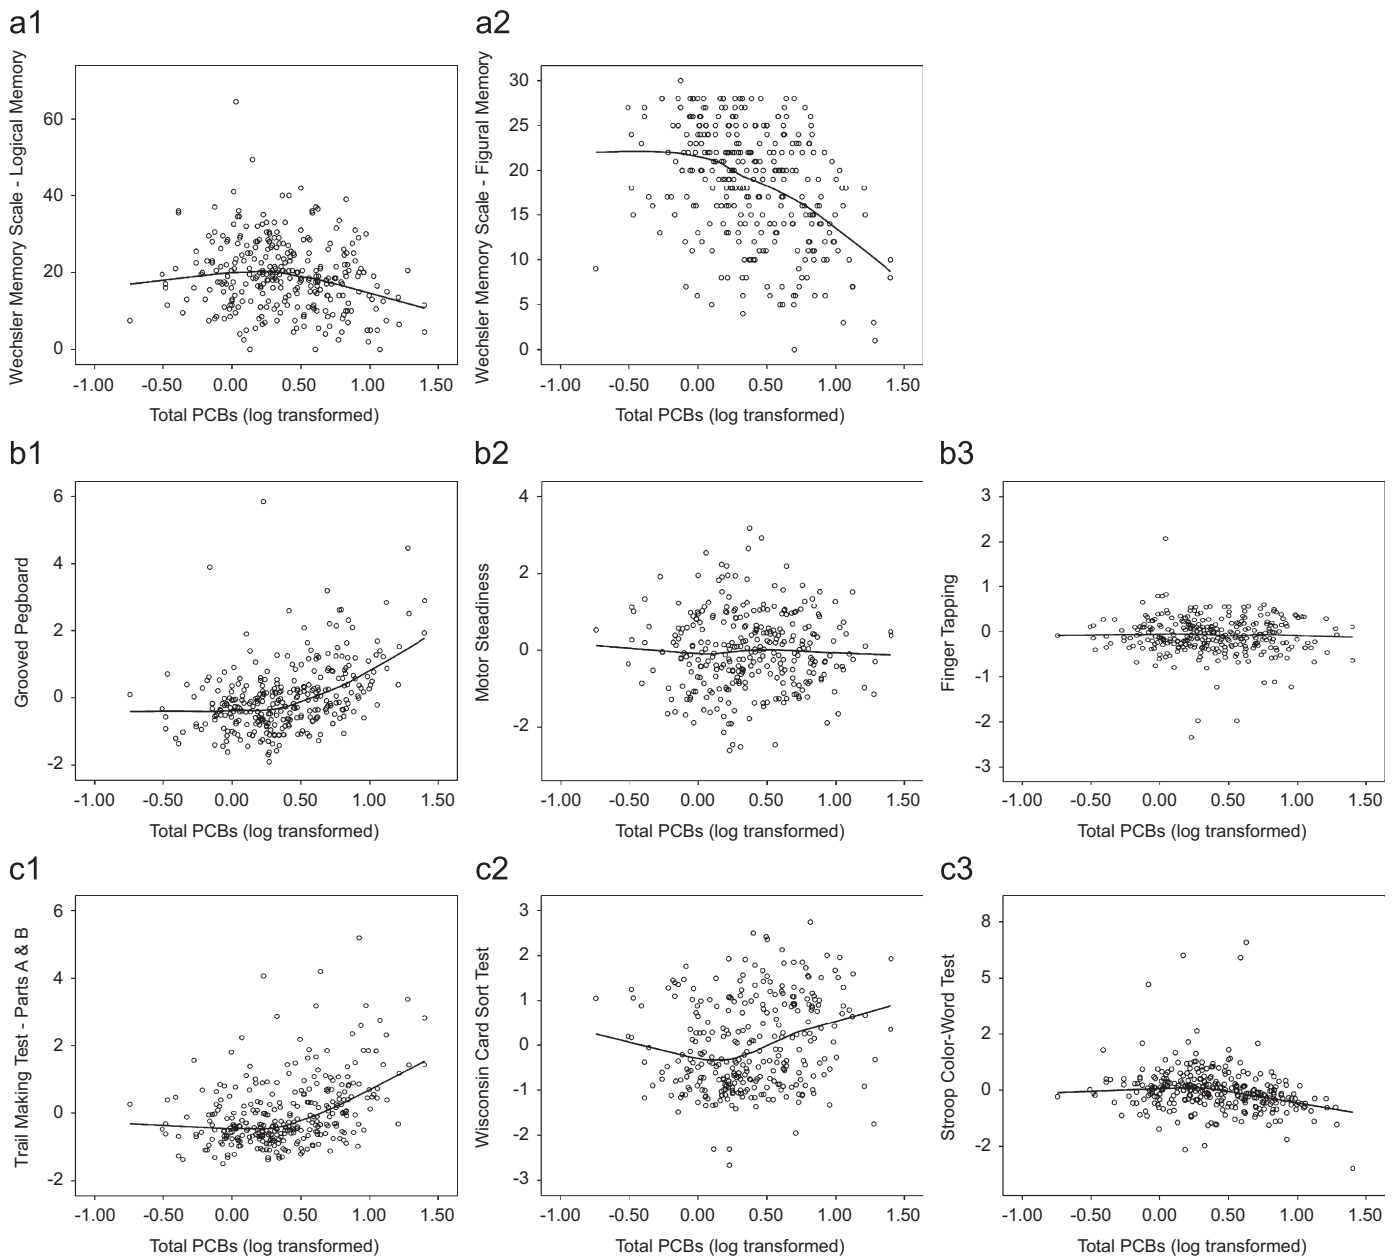 a1
a2
Wechsler Memory Scale - Logical Memory
60
40
20
0
-1.00 -0.50 0.00 0.50 1.00 1.50
Total PCBs (log transformed)
Wechsler Memory Scale - Figural Memory
30
25
20
15
10
5
0
-1.00 -0.50 0.00 0.50 1.00 1.50
Total PCBs (log transformed)
b1
b2
b3
Grooved Pegboard
6
4
2
0
-2
-1.00 -0.50 0.00 0.50 1.00 1.50
Total PCBs (log transformed)
Motor Steadiness
4
2
0
-2
-1.00 -0.50 0.00 0.50 1.00 1.50
Total PCBs (log transformed)
Finger Tapping
3
2
1
0
-1
-2
-3
-1.00 -0.50 0.00 0.50 1.00 1.50
Total PCBs (log transformed)
c1
c2
c3
Trail Making Test - Parts A & B
6
4
2
0
-2
-1.00 -0.50 0.00 0.50 1.00 1.50
Total PCBs (log transformed)
Wisconsin Card Sort Test
3
2
1
0
-1
-2
-3
-1.00 -0.50 0.00 0.50 1.00 1.50
Total PCBs (log transformed)
Stroop Color-Word Test
8
5
2
0
-2
-1.00 -0.50 0.00 0.50 1.00 1.50
Total PCBs (log transformed)